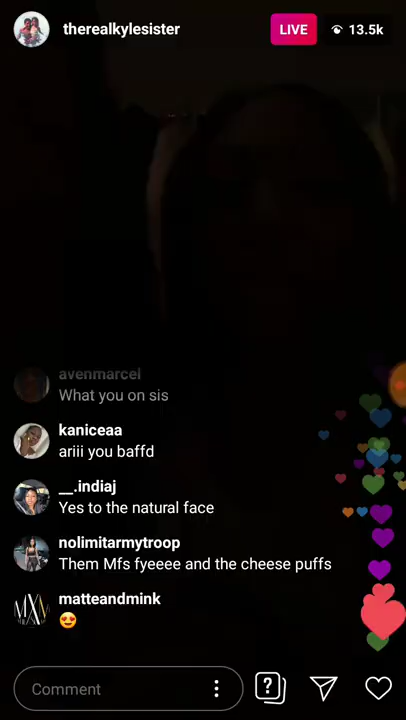 therealkylesister
LIVE
13.5k
avenmarcel
What you on sis
kaniceaa
ariii you baffd
__.indiaj
Yes to the natural face
nolimitarmytroop
Them Mfs fyeeee and the cheese puffs
MXM
matteandmink
😍
Comment
?